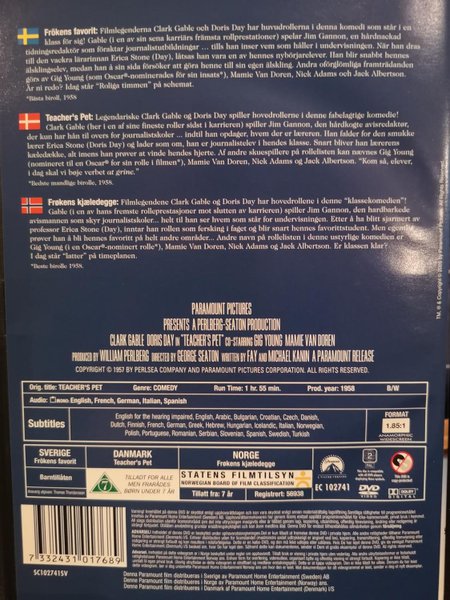 Frökens favorit: Filmlegenderna Clark Gable och Doris Day har huvudrollerna i denna komedi som står i en
klass för sig! Gable (i en av sin sena karriärs främsta rollprestationer) spelar Jim Gannon, en hårdnackad
tidningsredaktör som föraktar journalistutbildningar ... tills han inser vem som håller i undervisningen. När han dras
till den vackra lärarinnan Erica Stone (Day), låtsas han vara en av hennes nybörjarelever. Han blir snabbt hennes
älsklingselev, medan han å sin sida försöker att göra henne till sin egen älskling. Andra oförglömliga framträdanden
görs av Gig Young (som Oscar®-nominerades för sin insats*), Mamie Van Doren, Nick Adams och Jack Albertson.
Är ni redo? Idag står "Roliga timmen" på schemat.
*Bästa biroll, 1958
Teacher's Pet: Legendariske Clark Gable og Doris Day spiller hovedrollerne i denne fabelagtige komedie!
Clark Gable (her i en af sine fineste roller sidst i karrieren) spiller Jim Gannon, den hårdkogte avisredaktør,
der kun har hån til overs for journalistskoler... indtil han opdager, hvem der er læreren. Han falder for den smukke
lærer Erica Stone (Doris Day) og lader som om, han er journalistelev i hendes klasse. Snart bliver han lærerens
kæledække, alt imens han prøver at vinde hendes hjerte. Af andre skuespillere på rollelisten kan nævnes Gig Young
(nomineret til en Oscar® for sin rolle i filmen*), Mamie Van Doren, Nick Adams og Jack Albertson. "Kom så, elever,
i dag skal vi bøje verbet at grine."
*Bedste mandlige birolle, 1958.
Frøkens kjæledegge: Filmlegendene Clark Gable og Doris Day har hovedrollene i denne "klassekomedien"!
Gable (i en av hans fremste rolleprestasjoner mot slutten av karrieren) spiller Jim Gannon, den hardbarkede
avismannen som skyr journalistskoler... helt til han ser hvem som står for undervisningen. Etter å ha blitt sjarmert av
professor Erica Stone (Day), inntar han rollen som fersking i faget og blir snart hennes favorittstudent. Men egentlig
prøver han å bli hennes favoritt på helt andre områder... Andre navn på rollelisten i denne ustyrlige komedien er
Gig Young (i en Oscar®-nominert rolle*), Mamie Van Doren, Nick Adams og Jack Albertson. Er klassen klar?
I dag står "latter" på timeplanen.
*Beste birolle 1958.
PARAMOUNT PICTURES
PRESENTS A PERLBERG-SEATON PRODUCTION
CLARK GABLE DORIS DAY IN "TEACHER'S PET" CO-STARRING GIG YOUNG MAMIE VAN DOREN
PRODUCED BY WILLIAM PERLBERG DIRECTED BY GEORGE SEATON WRITTEN BY FAY AND MICHAEL KANIN A PARAMOUNT RELEASE
COPYRIGHT © 1957 BY PERLSEA COMPANY AND PARAMOUNT PICTURES CORPORATION. ALL RIGHTS RESERVED.
Orig. title: TEACHER'S PET Genre: COMEDY Run Time: 1 hr. 55 min. Prod. year: 1958 B/W
Audio: MONO English, French, German, Italian, Spanish
Subtitles
English for the hearing impaired, English, Arabic, Bulgarian, Croatian, Czech, Danish,
Dutch, Finnish, French, German, Greek, Hebrew, Hungarian, Icelandic, Italian, Norwegian,
Polish, Portuguese, Romanian, Serbian, Slovenian, Spanish, Swedish, Turkish
FORMAT
1.85:1
ANAMORPHIC
WIDESCREEN
SVERIGE
Frökens favorit
DANMARK
Teacher's Pet
NORGE
Frøkens kjæledegge
Barntillåten
7
TILLADT FOR ALLE
MEN FRARÅDES
BØRN UNDER 7 ÅR
STATENS FILMTILSYN
NORWEGIAN BOARD OF FILM CLASSIFICATION
Tillatt fra: 7 år Registrert: 56938
2
EC 102741
DVD
DOLBY
7 332431 017689
5C102741SV
Denna Paramount film distribueras i Sverige av Paramount Home Entertainment (Sweden) AB.
Denne Paramount film distribueres i Norge av Paramount Home Entertainment (Norway) ans.
Denne Paramount film distribueres i Danmark af Paramount Home Entertainment (Denmark) I/S.